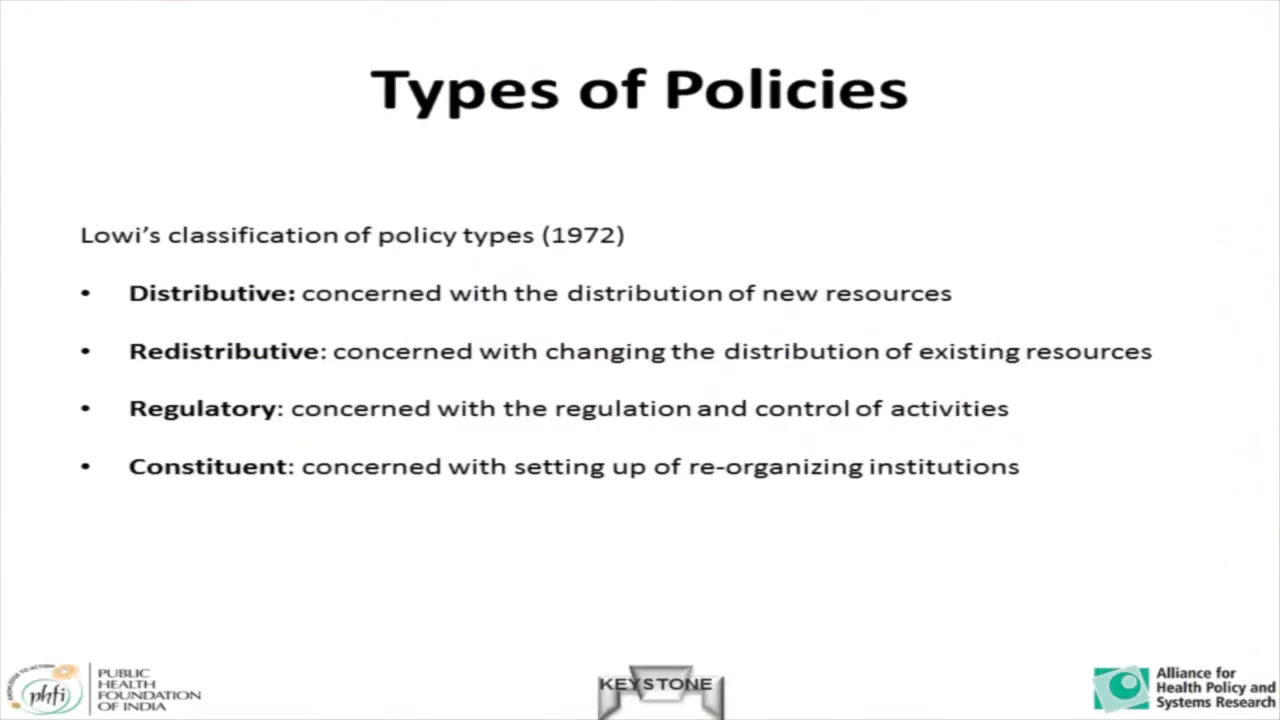 Types of Policies
Lowi's classification of policy types (1972)
• Distributive: concerned with the distribution of new resources
• Redistributive: concerned with changing the distribution of existing resources
• Regulatory: concerned with the regulation and control of activities
• Constituent: concerned with setting up of re-organizing institutions
KNOWLEDGE TO ACTION
phfi
PUBLIC
HEALTH
FOUNDATION
OF INDIA
KEYSTONE
Alliance for
Health Policy and
Systems Research